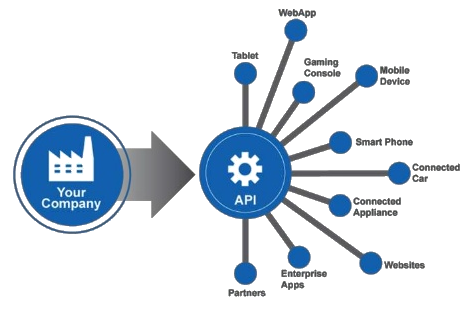 WebApp
Tablet
Gaming
Console
Mobile
Device
Smart Phone
Your
Company
API
Connected
Car
Connected
Appliance
Websites
Enterprise
Apps
Partners